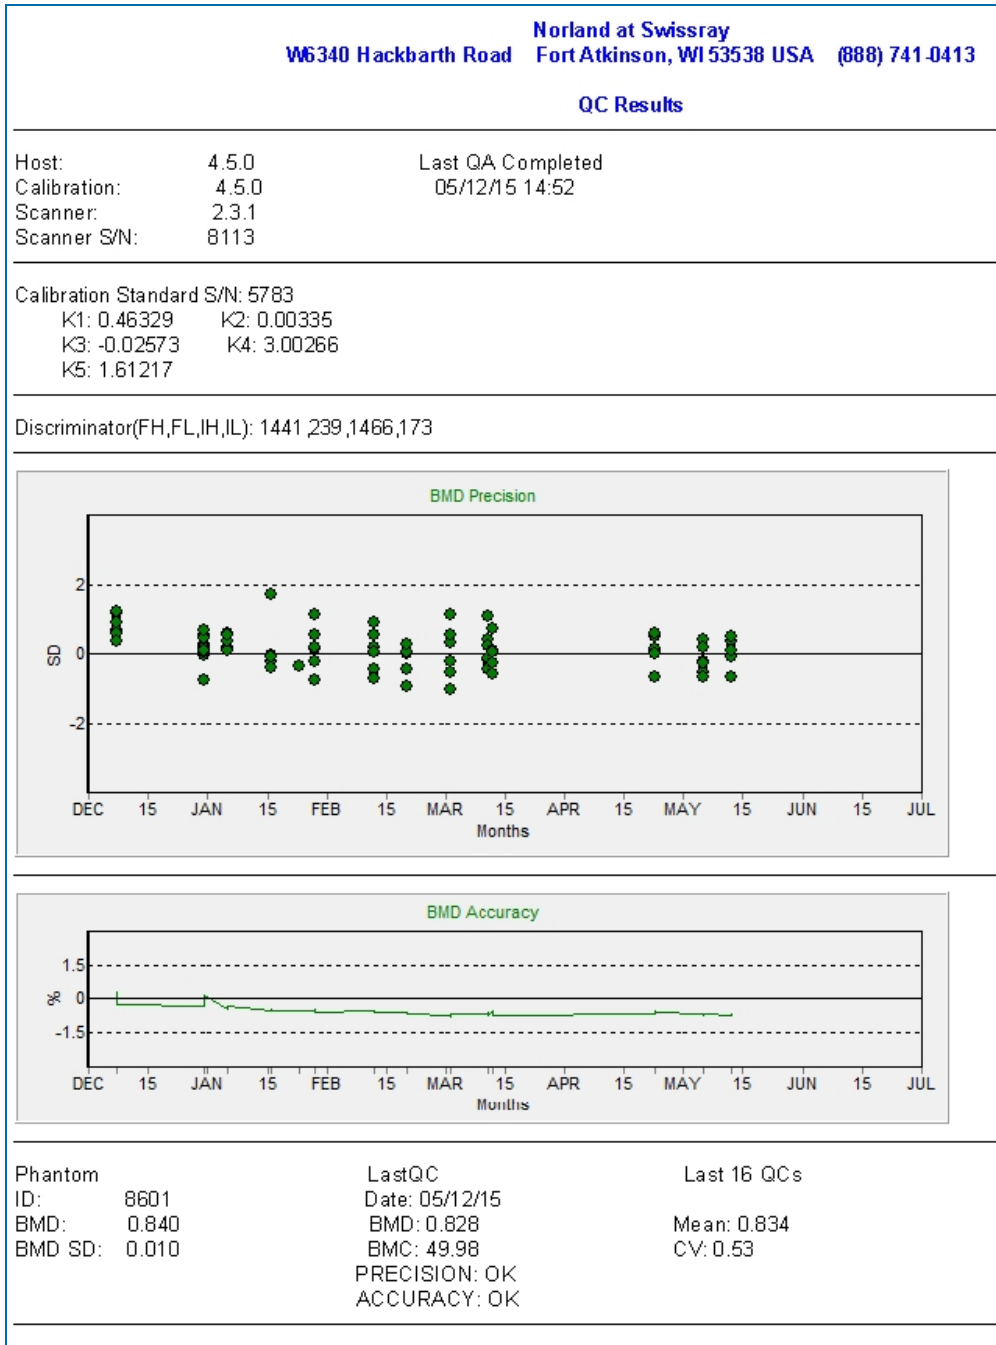 Norland at Swissray
W6340 Hackbarth Road Fort Atkinson, WI 53538 USA (888) 741-0413
QC Results
Host: 4.5.0 Last QA Completed
Calibration: 4.5.0 05/12/15 14:52
Scanner: 2.3.1
Scanner S/N: 8113
Calibration Standard S/N: 5783
K1: 0.46329 K2: 0.00335
K3: -0.02573 K4: 3.00266
K5: 1.61217
Discriminator(FH,FL,IH,IL): 1441,239,1466,173
BMD Precision
2
SD 0
-2
DEC 15 JAN 15 FEB 15 MAR 15 APR 15 MAY 15 JUN 15 JUL
Months
BMD Accuracy
1.5
% 0
-1.5
DEC 15 JAN 15 FEB 15 MAR 15 APR 15 MAY 15 JUN 15 JUL
Months
Phantom LastQC Last 16 QCs
ID: 8601 Date: 05/12/15
BMD: 0.840 BMD: 0.828 Mean: 0.834
BMD SD: 0.010 BMC: 49.98 CV: 0.53
PRECISION: OK
ACCURACY: OK